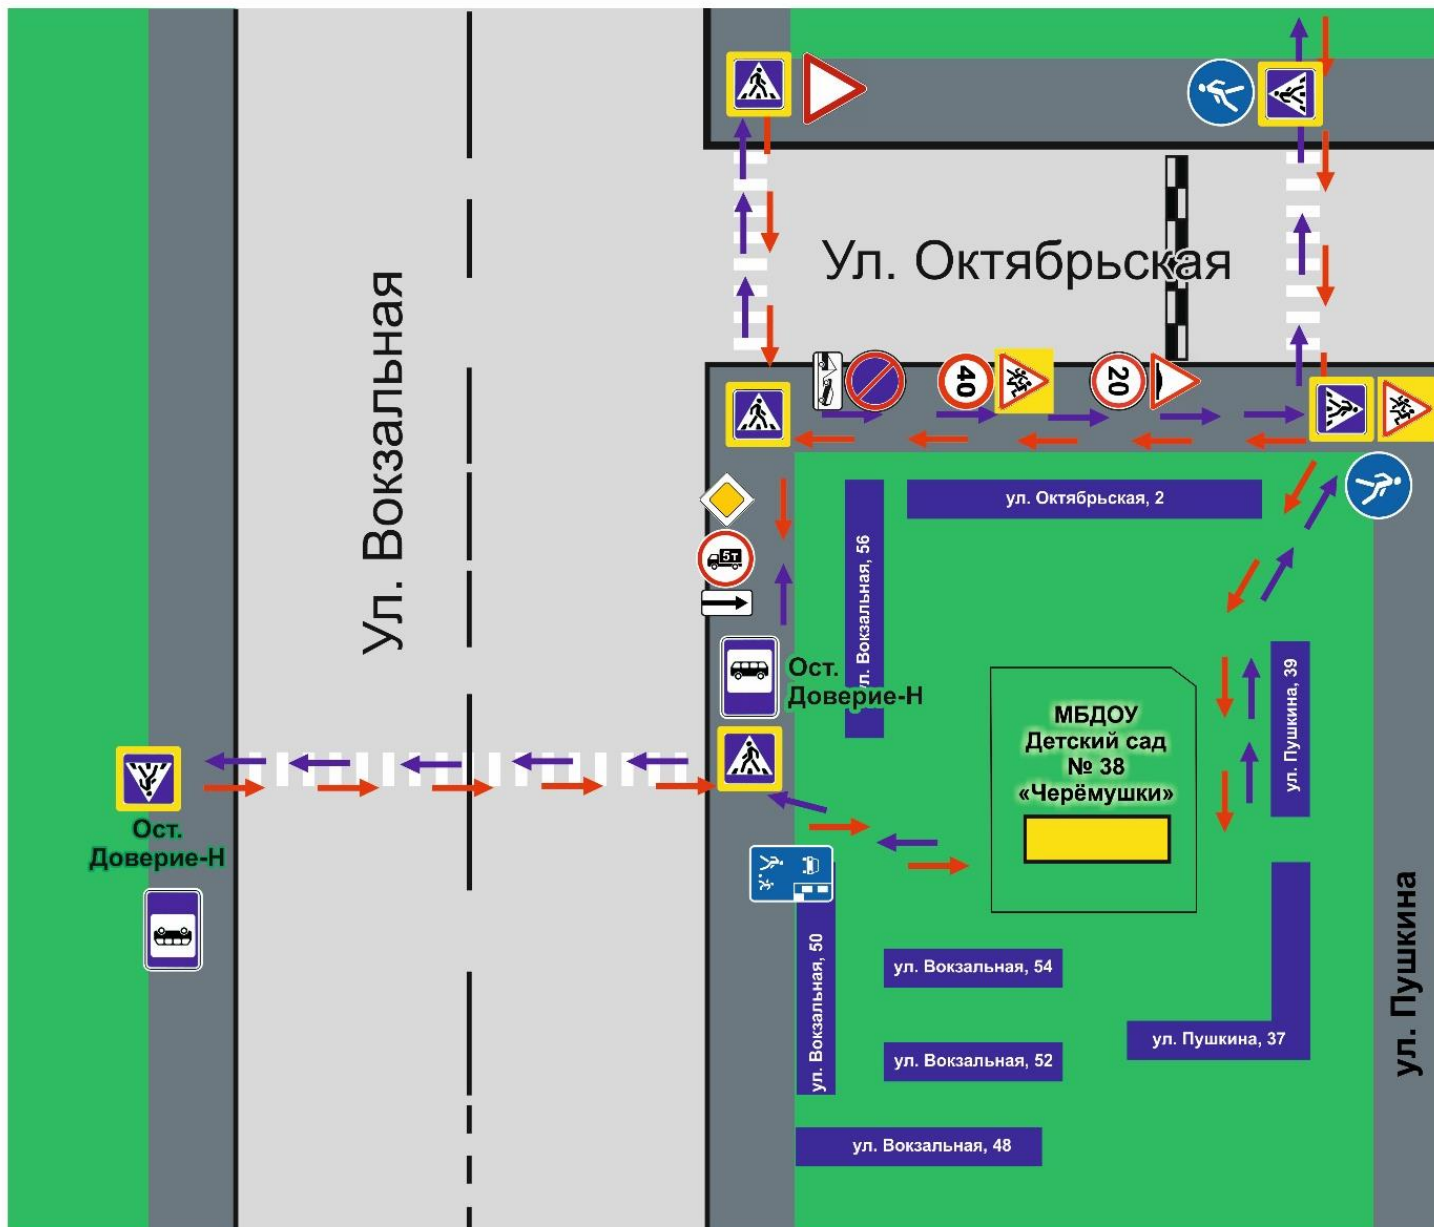 Ул. Октябрьская
Ул. Вокзальная
40
20
ул. Октябрьская, 2
5т
ул. Вокзальная, 56
Ост.
Доверие-Н
ул. Пушкина, 39
МБДОУ
Детский сад
№ 38
«Черёмушки»
Ост.
Доверие-Н
ул. Вокзальная, 50
ул. Вокзальная, 54
ул. Пушкина
ул. Пушкина, 37
ул. Вокзальная, 52
ул. Вокзальная, 48